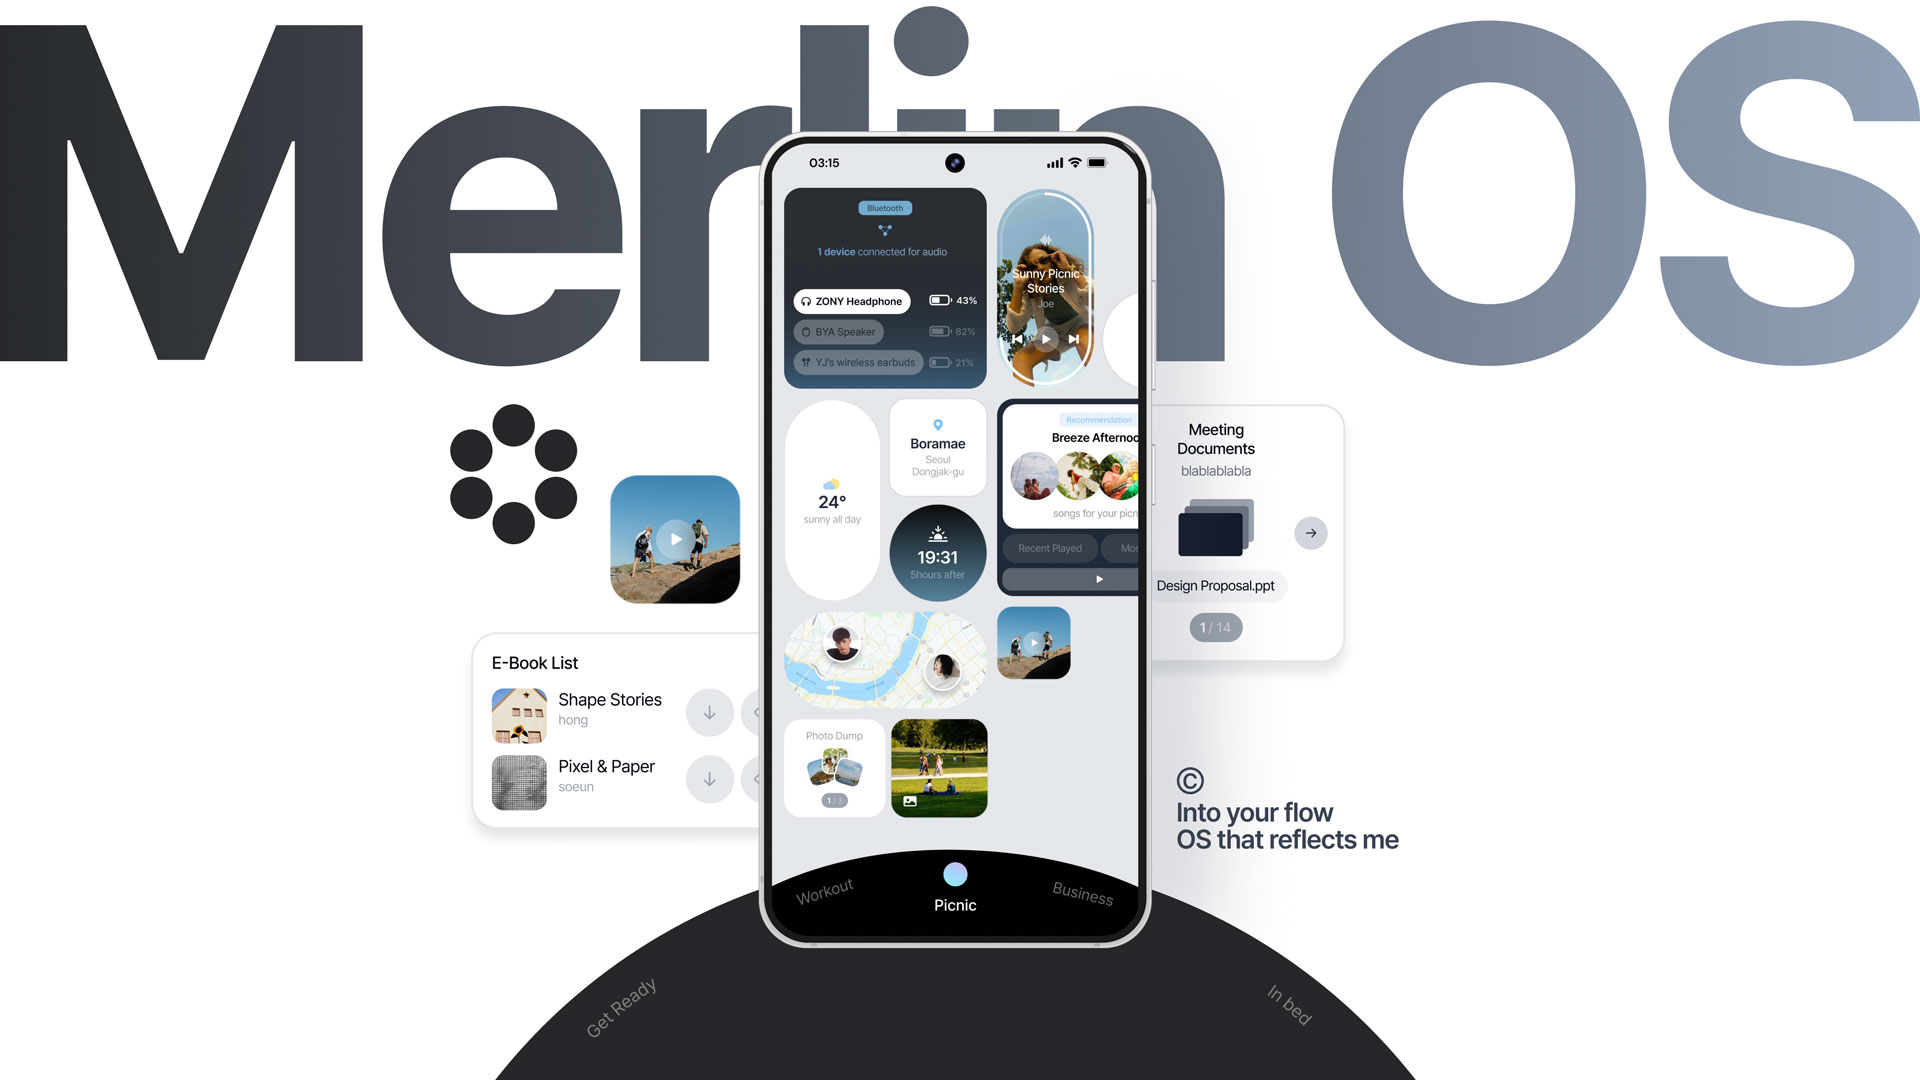 Merlin OS
03:15
Bluetooth
1 device connected for audio
ZONY Headphone
43%
BYA Speaker
82%
YJ's wireless earbuds
21%
Sunny Picnic
Stories
Joe
24°
sunny all day
Boramae
Seoul
Dongjak-gu
19:31
5hours after
Recommendation
Breeze Afternoo
songs for your picn
Recent Played
Mos
Photo Dump
1 / 3
Workout
Picnic
Business
Meeting
Documents
blablablabla
Design Proposal.ppt
1 / 14
E-Book List
Shape Stories
hong
Pixel & Paper
soeun
©
Into your flow
OS that reflects me
Get Ready
In bed